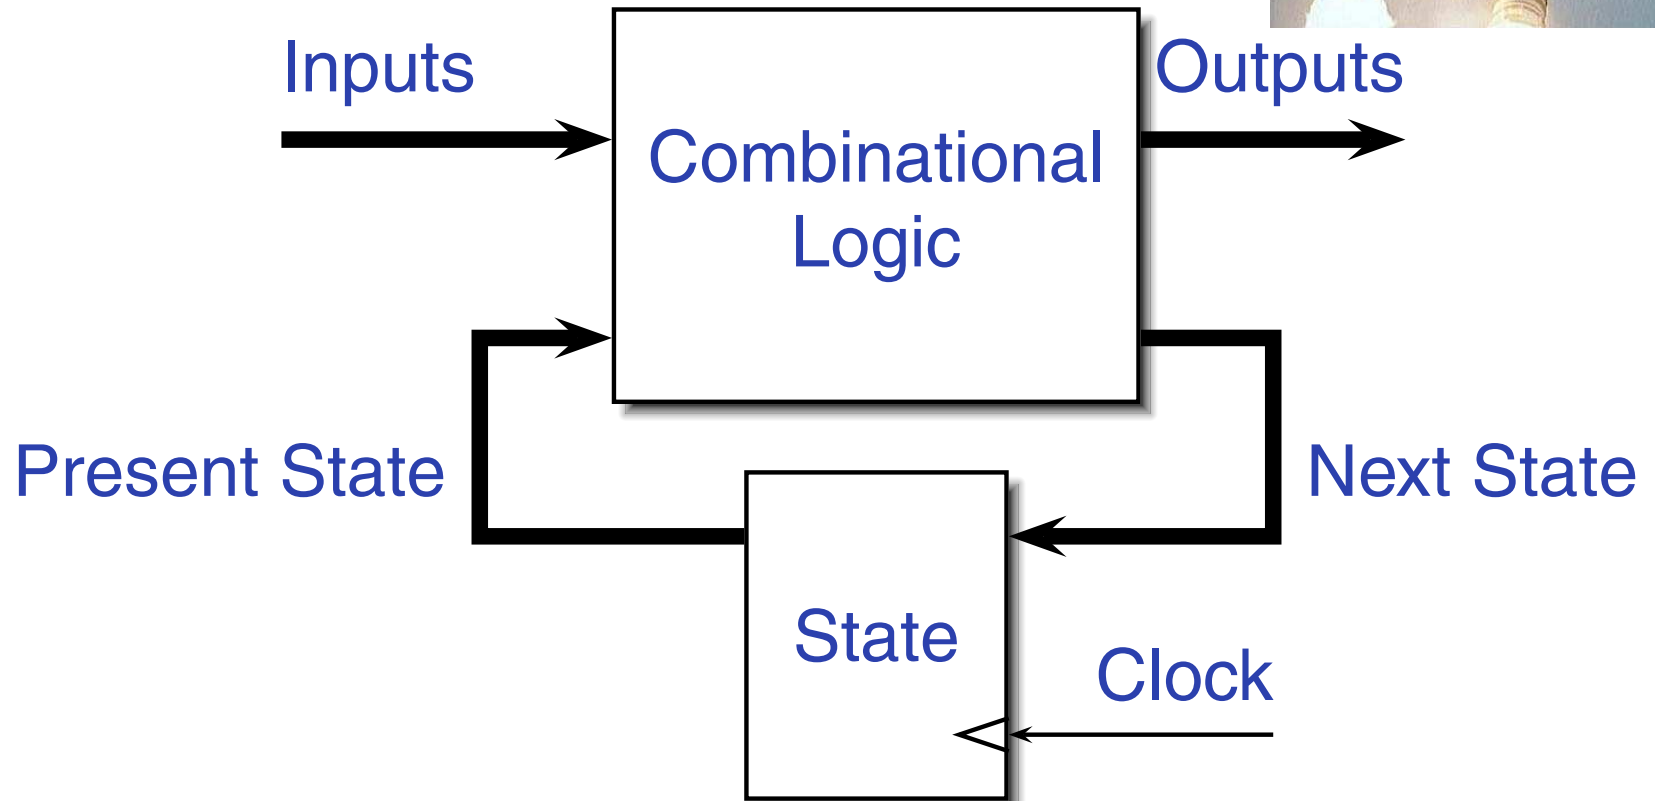 Inputs
Outputs
Combinational
Logic
Present State
Next State
State
Clock